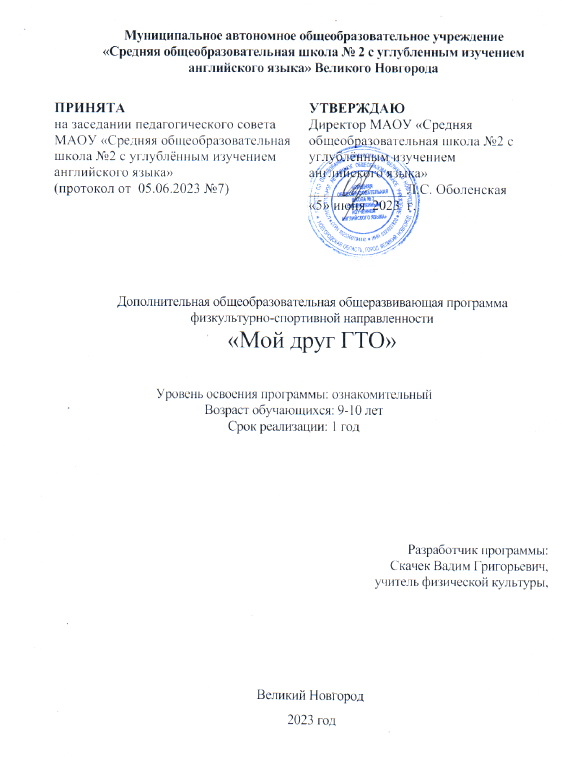 Муниципальное автономное общеобразовательное учреждение
«Средняя общеобразовательная школа № 2 с углубленным изучением
английского языка» Великого Новгорода
ПРИНЯТА
на заседании педагогического совета
МАОУ «Средняя общеобразовательная
школа №2 с углублённым изучением
английского языка»
(протокол от 05.06.2023 №7)
УТВЕРЖДАЮ
Директор МАОУ «Средняя
общеобразовательная школа №2 с
углублённым изучением
английского языка»
Л.С. Оболенская
«5» июня 2023 г.
Дополнительная общеобразовательная общеразвивающая программа
физкультурно-спортивной направленности
«Мой друг ГТО»
Уровень освоения программы: ознакомительный
Возраст обучающихся: 9-10 лет
Срок реализации: 1 год
Разработчик программы:
Скачек Вадим Григорьевич,
учитель физической культуры,
Великий Новгород
2023 год